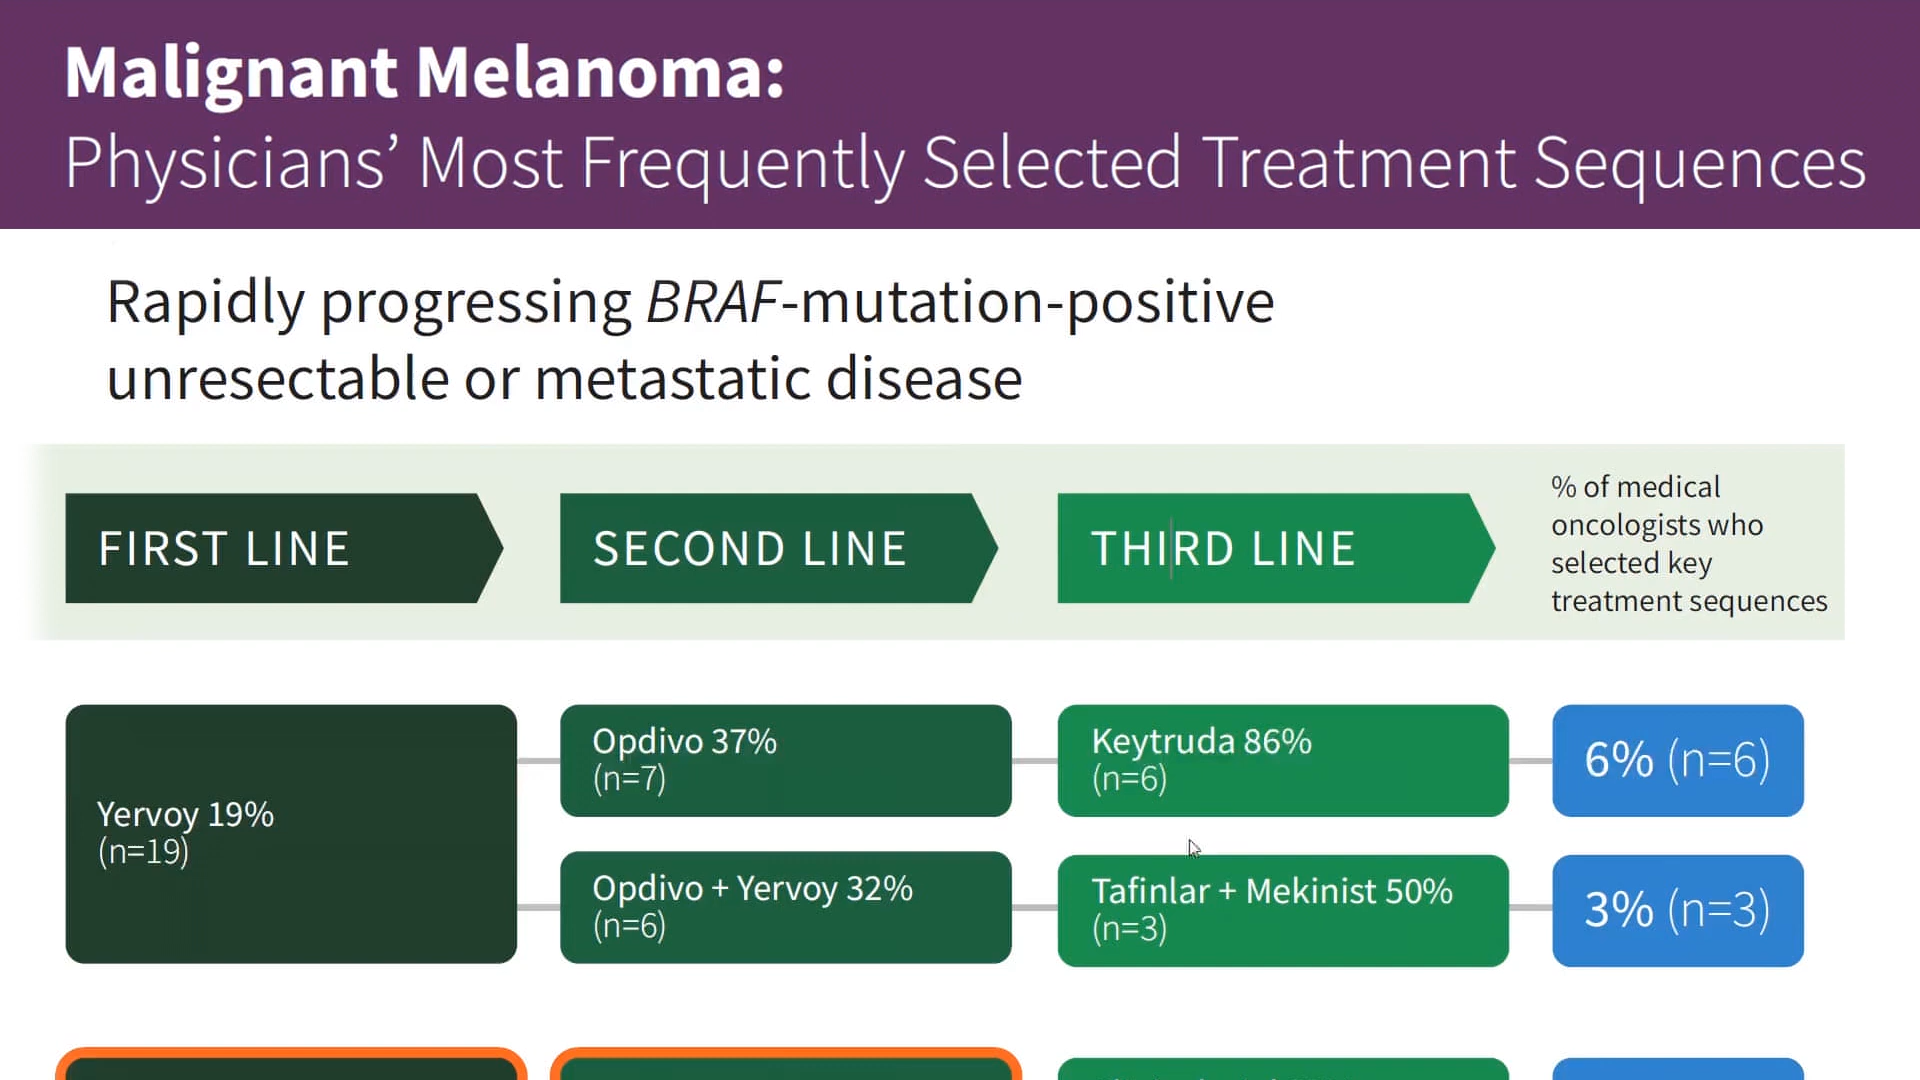 Malignant Melanoma:
Physicians’ Most Frequently Selected Treatment Sequences
Rapidly progressing BRAF-mutation-positive
unresectable or metastatic disease
FIRST LINE
SECOND LINE
THIRD LINE
% of medical
oncologists who
selected key
treatment sequences
Yervoy 19%
(n=19)
Opdivo 37%
(n=7)
Keytruda 86%
(n=6)
6% (n=6)
Opdivo + Yervoy 32%
(n=6)
Tafinlar + Mekinist 50%
(n=3)
3% (n=3)